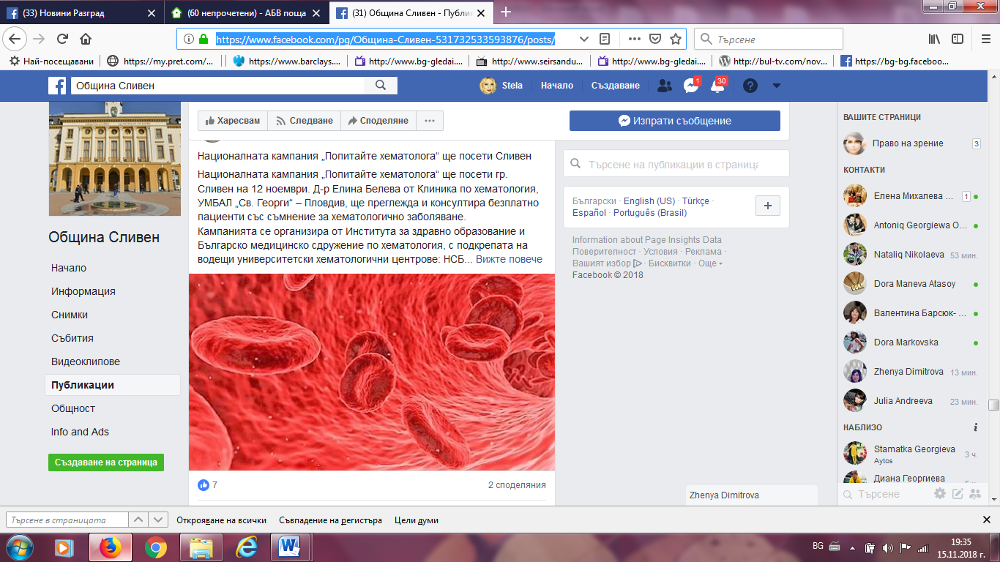 (33) Новини Разград
(60 непрочетени) - АБВ поща
(31) Община Сливен - Публи
https://www.facebook.com/pg/Община-Сливен-531732533593876/posts/
Търсене
Най-посещавани
https://my.pret.com/...
https://www.barclays....
http://www.bg-gledai....
http://www.seirsandu...
http://www.bg-gledai....
http://bul-tv.com/nov...
https://bg-bg.faceboo...
Община Сливен
Stela
Начало
Създаване
1
30
Харесвам
Следване
Споделяне
Изпрати съобщение
Община Сливен
Начало
Информация
Снимки
Събития
Видеоклипове
Публикации
Общност
Info and Ads
Създаване на страница
Националната кампания „Попитайте хематолога“ ще посети Сливен
Националната кампания „Попитайте хематолога“ ще посети гр.
Сливен на 12 ноември. Д-р Елина Белева от Клиника по хематология,
УМБАЛ „Св. Георги“ – Пловдив, ще преглежда и консултира безплатно
пациенти със съмнение за хематологично заболяване.
Кампанията се организира от Института за здравно образование и
Българско медицинско сдружение по хематология, с подкрепата на
водещи университетски хематологични центрове: НСБ... Вижте повече
7
2 споделяния
Търсене на публикации в страница
Български · English (US) · Türkçe ·
Español · Português (Brasil)
Information about Page Insights Data
Поверителност · Условия · Реклама ·
Вашият избор · Бисквитки · Още
Facebook © 2018
ВАШИТЕ СТРАНИЦИ
Право на зрение 3
КОНТАКТИ
Елена Михалева ... 1
Antoniq Georgiewa O...
Nataliq Nikolaeva 53 мин.
Dora Maneva Atasoy
Валентина Барсюк- ...
Dora Markovska
Zhenya Dimitrova 13 мин.
Julia Andreeva 23 мин.
НАБЛИЗО
Stamatka Georgieva 3 ч.
Aytos
Диана Георгиева
Търсене
Zhenya Dimitrova
Търсене в страницата
Открояване на всички
Съвпадение на регистъра
Цели думи
BG
19:35
15.11.2018 г.